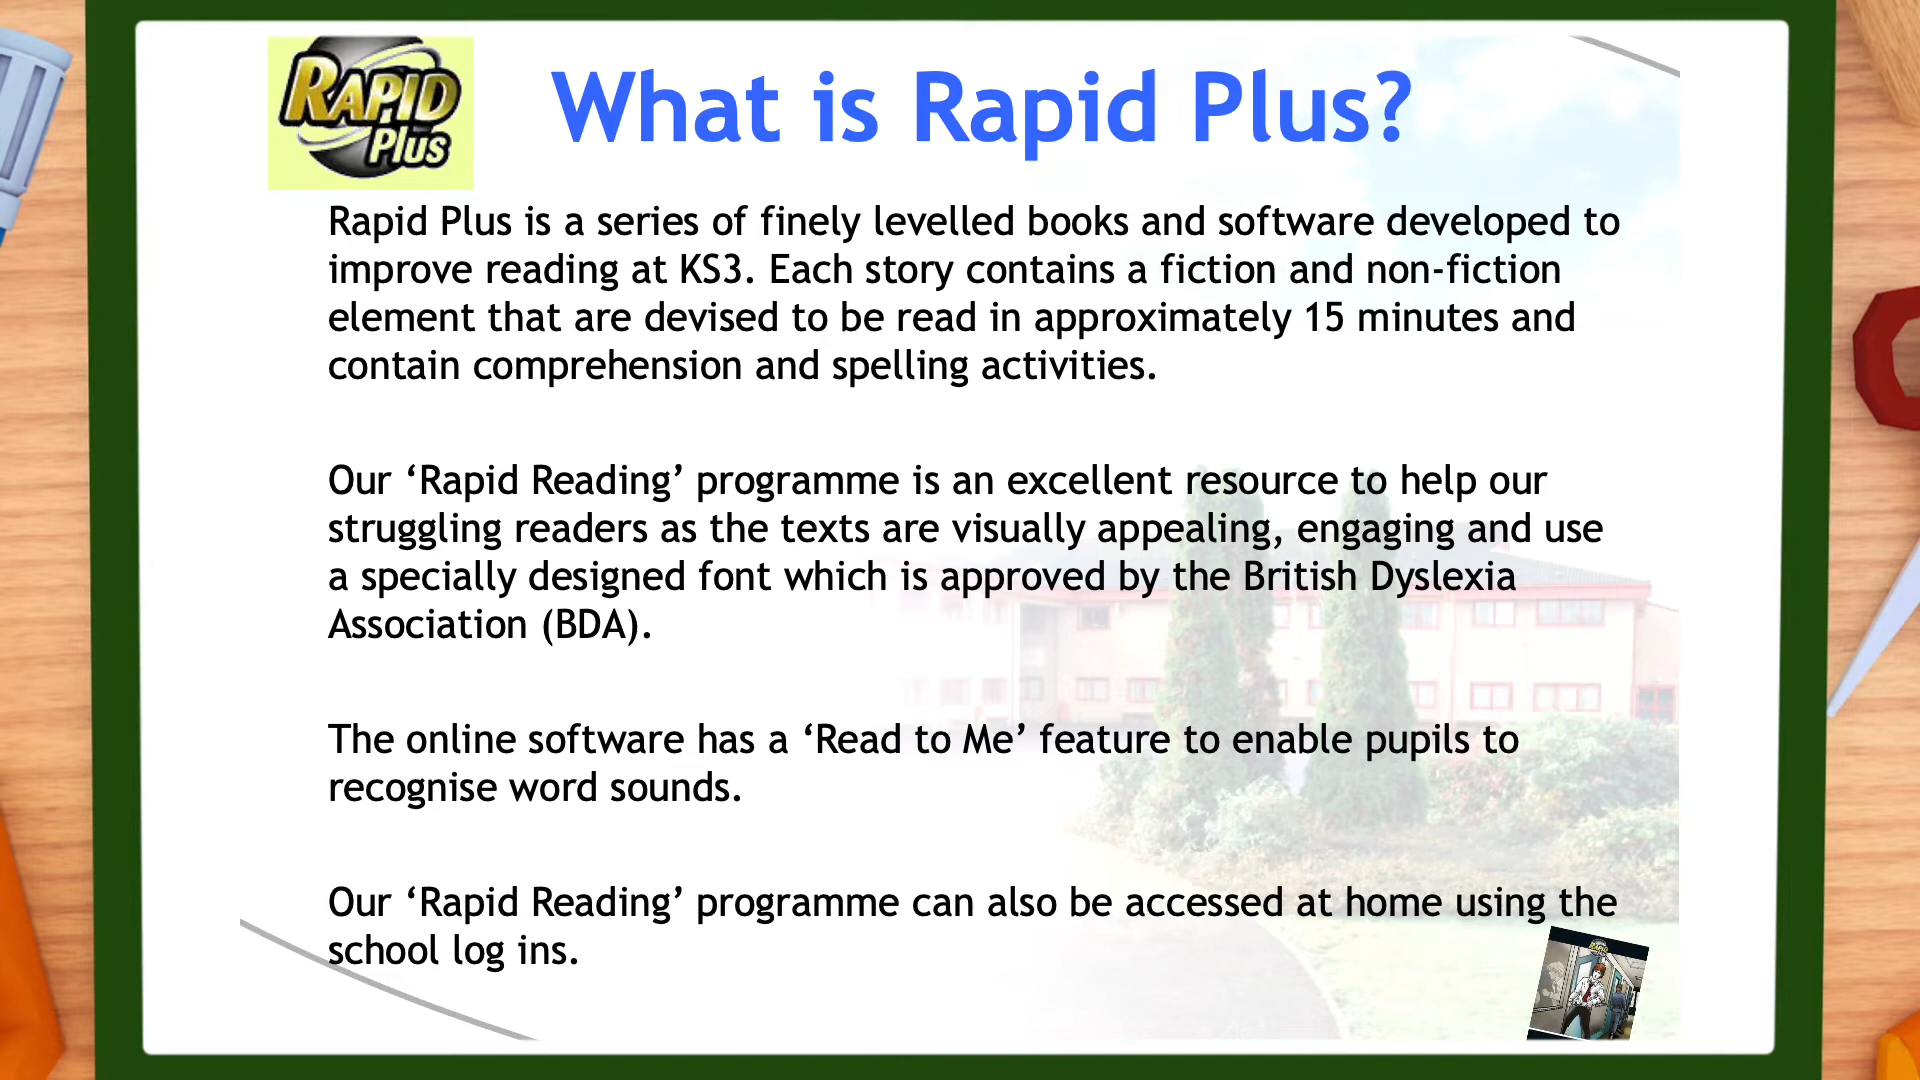 RAPID
Plus
What is Rapid Plus?
Rapid Plus is a series of finely levelled books and software developed to
improve reading at KS3. Each story contains a fiction and non-fiction
element that are devised to be read in approximately 15 minutes and
contain comprehension and spelling activities.
Our ‘Rapid Reading’ programme is an excellent resource to help our
struggling readers as the texts are visually appealing, engaging and use
a specially designed font which is approved by the British Dyslexia
Association (BDA).
The online software has a ‘Read to Me’ feature to enable pupils to
recognise word sounds.
Our ‘Rapid Reading’ programme can also be accessed at home using the
school log ins.
RAPID